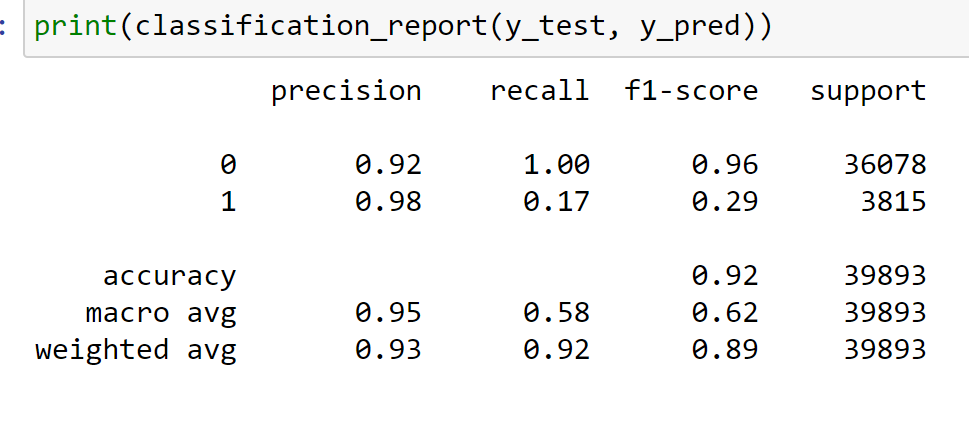 : print(classification_report(y_test, y_pred))
precision recall f1-score support
0 0.92 1.00 0.96 36078
1 0.98 0.17 0.29 3815
accuracy 0.92 39893
macro avg 0.95 0.58 0.62 39893
weighted avg 0.93 0.92 0.89 39893